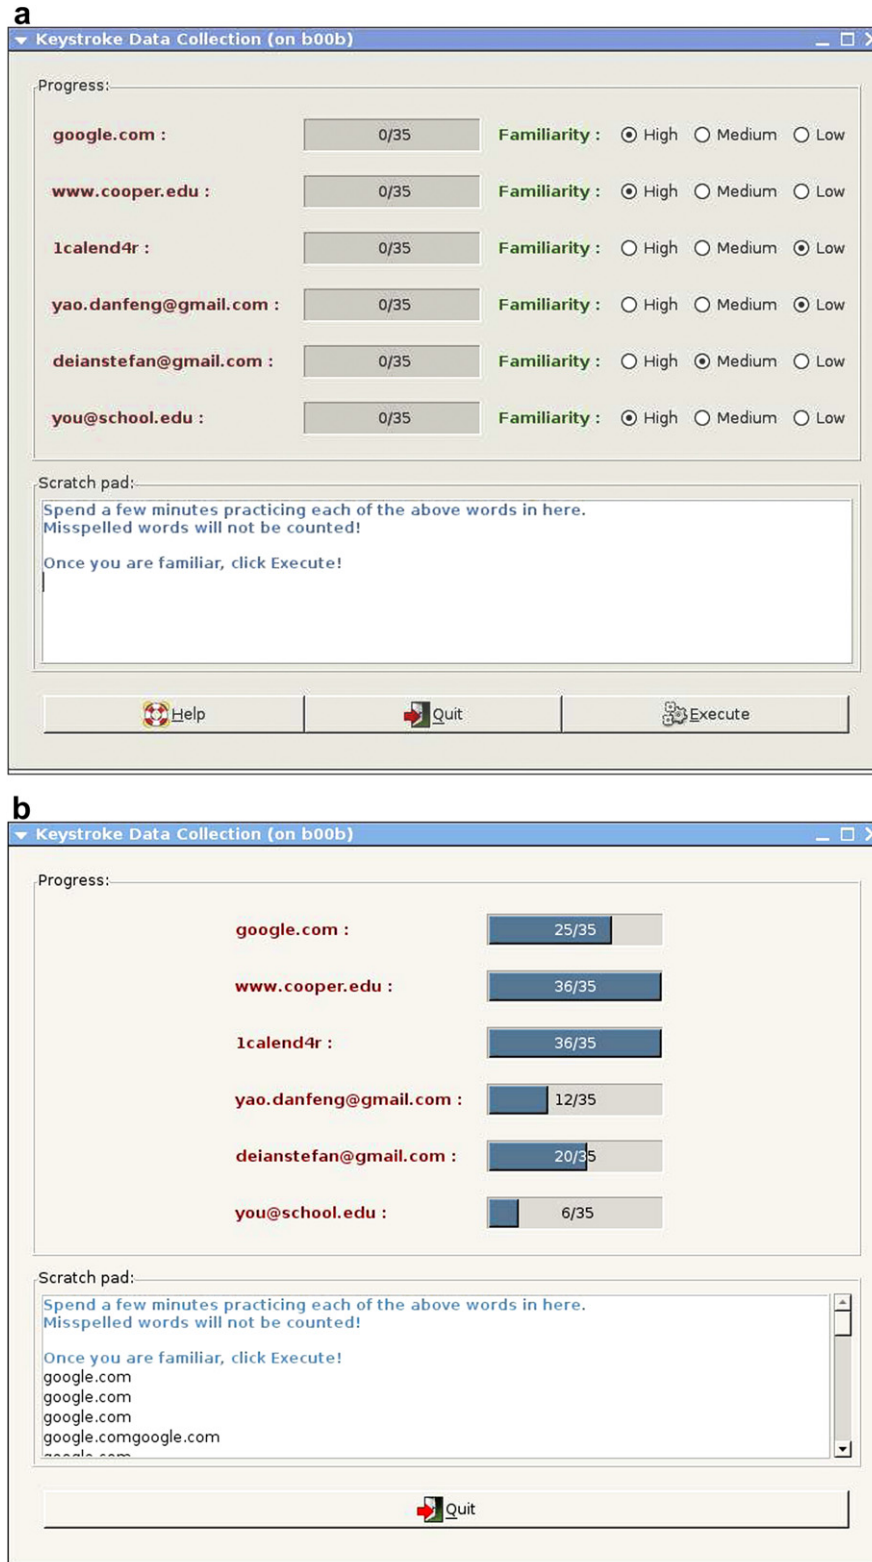 a
Keystroke Data Collection (on b00b)
Progress:
google.com : 0/35 Familiarity : High Medium Low
www.cooper.edu : 0/35 Familiarity : High Medium Low
1calend4r : 0/35 Familiarity : High Medium Low
yao.danfeng@gmail.com : 0/35 Familiarity : High Medium Low
deianstefan@gmail.com : 0/35 Familiarity : High Medium Low
you@school.edu : 0/35 Familiarity : High Medium Low
Scratch pad:
Spend a few minutes practicing each of the above words in here.
Misspelled words will not be counted!
Once you are familiar, click Execute!
Help Quit Execute
b
Keystroke Data Collection (on b00b)
Progress:
google.com : 25/35
www.cooper.edu : 36/35
1calend4r : 36/35
yao.danfeng@gmail.com : 12/35
deianstefan@gmail.com : 20/35
you@school.edu : 6/35
Scratch pad:
Spend a few minutes practicing each of the above words in here.
Misspelled words will not be counted!
Once you are familiar, click Execute!
google.com
google.com
google.com
google.comgoogle.com
google.com
Quit